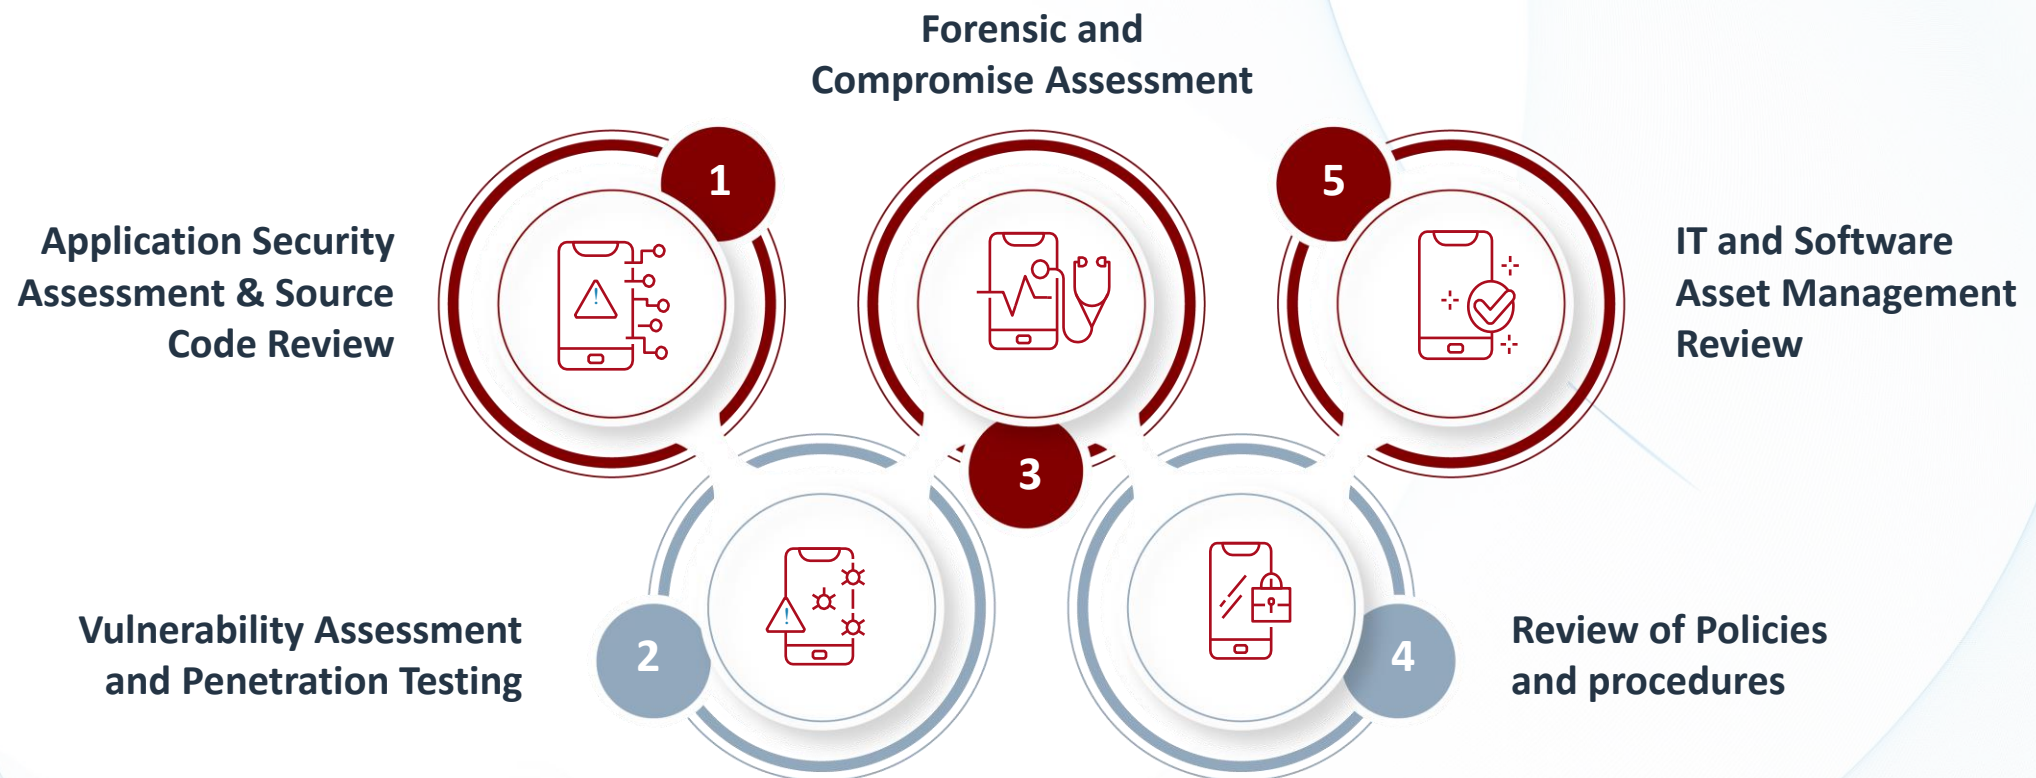 Forensic and
Compromise Assessment
1
Application Security
Assessment & Source
Code Review
5
IT and Software
Asset Management
Review
3
2
Vulnerability Assessment
and Penetration Testing
4
Review of Policies
and procedures